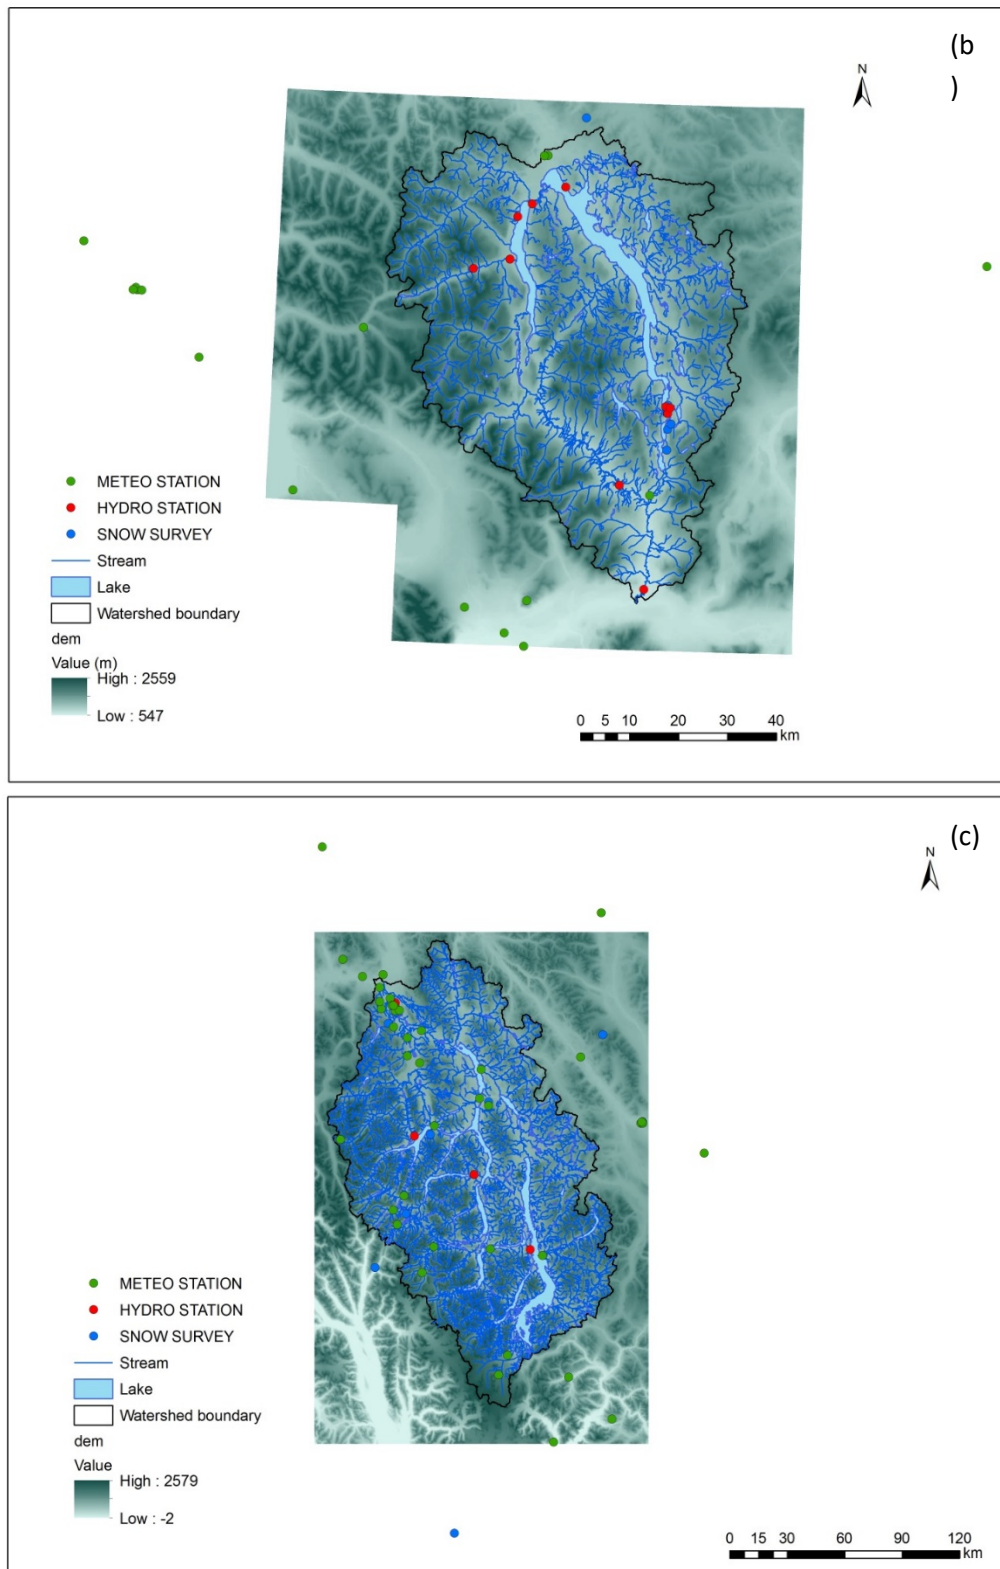 (b
)
N
METEO STATION
HYDRO STATION
SNOW SURVEY
Stream
Lake
Watershed boundary
dem
Value (m)
High : 2559
Low : 547
0 5 10 20 30 40
km
(c)
N
METEO STATION
HYDRO STATION
SNOW SURVEY
Stream
Lake
Watershed boundary
dem
Value
High : 2579
Low : -2
0 15 30 60 90 120
km